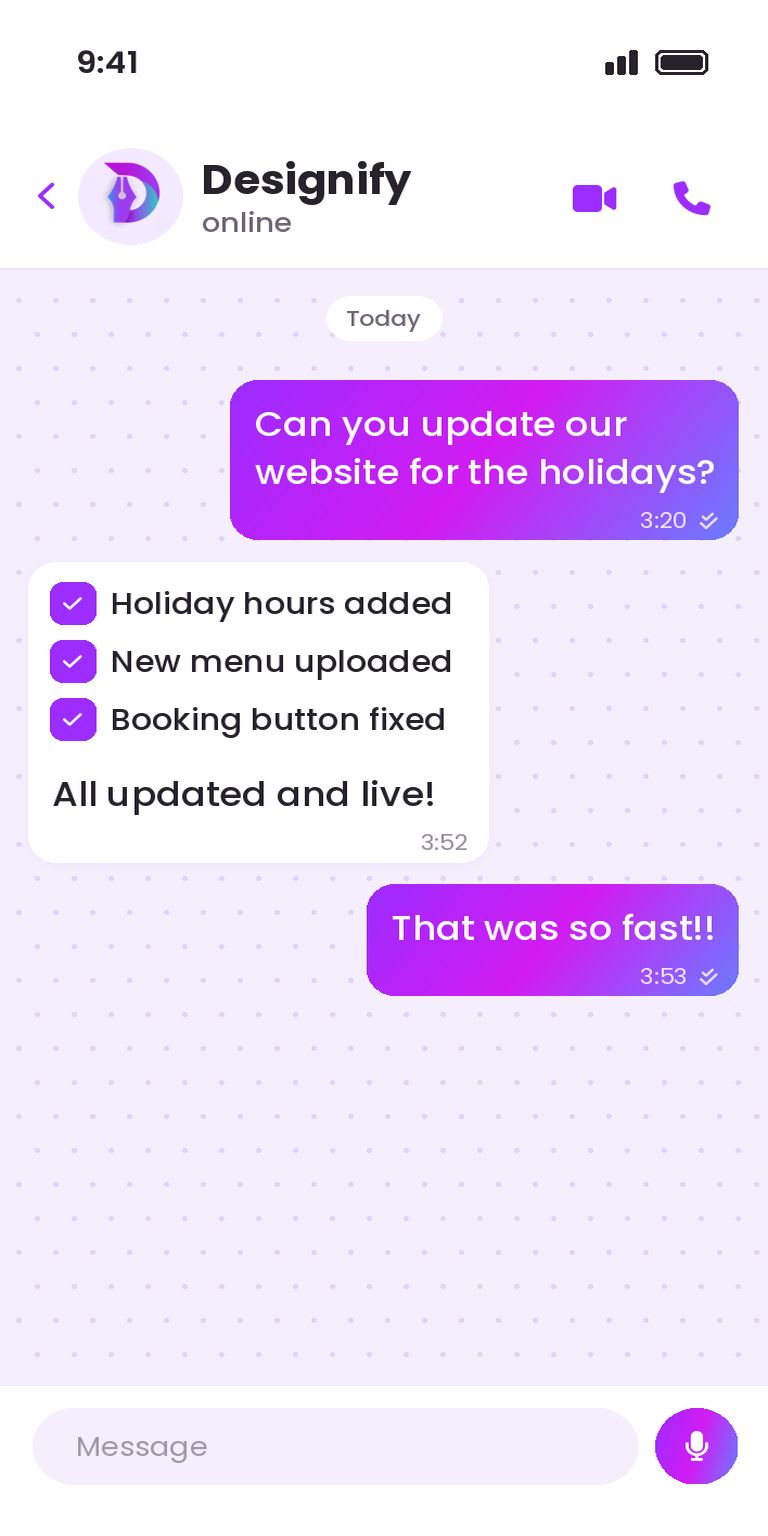 9:41
Designify
online
Today
Can you update our
website for the holidays?
3:20
Holiday hours added
New menu uploaded
Booking button fixed
All updated and live!
3:52
That was so fast!!
3:53
Message